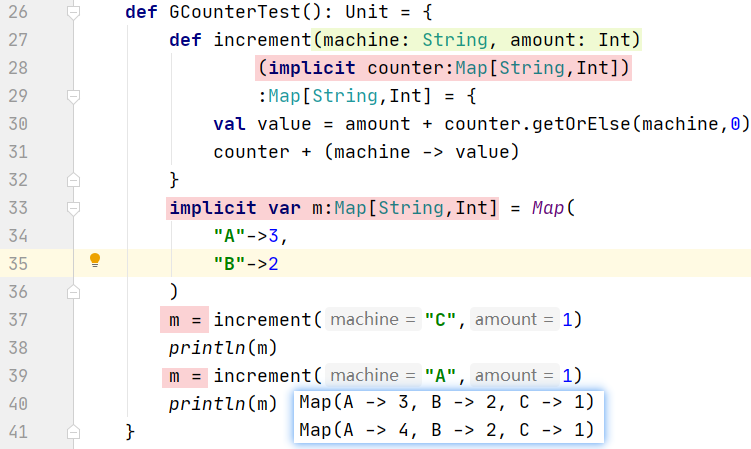 26 def GCounterTest(): Unit = {
27 def increment(machine: String, amount: Int)
28 (implicit counter:Map[String,Int])
29 :Map[String,Int] = {
30 val value = amount + counter.getOrElse(machine,0)
31 counter + (machine -> value)
32 }
33 implicit var m:Map[String,Int] = Map(
34 "A"->3,
35 "B"->2
36 )
37 m = increment( machine = "C", amount = 1)
38 println(m)
39 m = increment( machine = "A", amount = 1)
40 println(m) Map(A -> 3, B -> 2, C -> 1)
41 } Map(A -> 4, B -> 2, C -> 1)